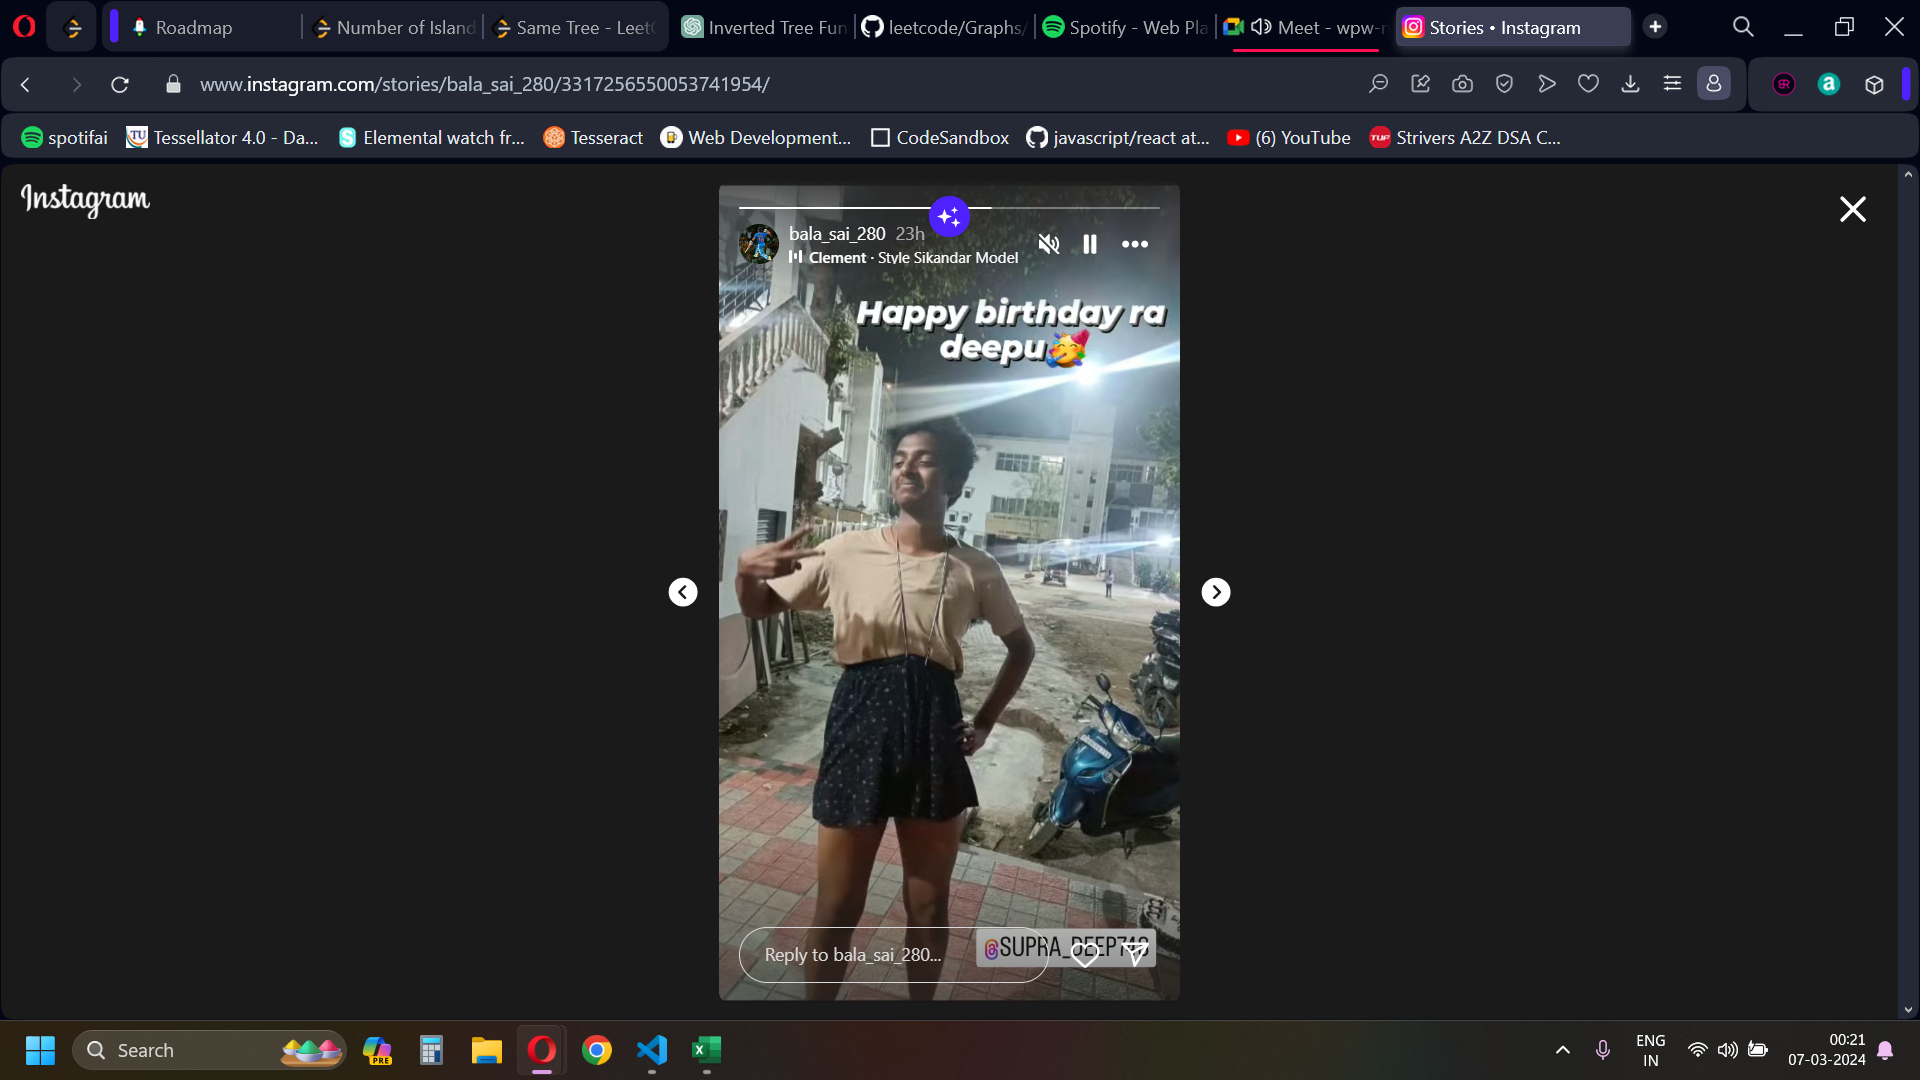 Roadmap
Number of Island
Same Tree - Leet
Inverted Tree Fun
leetcode/Graphs/
Spotify - Web Pla
Meet - wpw-
Stories • Instagram
www.instagram.com/stories/bala_sai_280/3317256550053741954/
spotifai
Tessellator 4.0 - Da...
Elemental watch fr...
Tesseract
Web Development...
CodeSandbox
javascript/react at...
(6) YouTube
Strivers A2Z DSA C...
Instagram
bala_sai_280 23h
Clement · Style Sikandar Model
Happy birthday ra
deepu🥳
Reply to bala_sai_280...
@SUPRA_DEEP748
Search
PRE
ENG
IN
00:21
07-03-2024